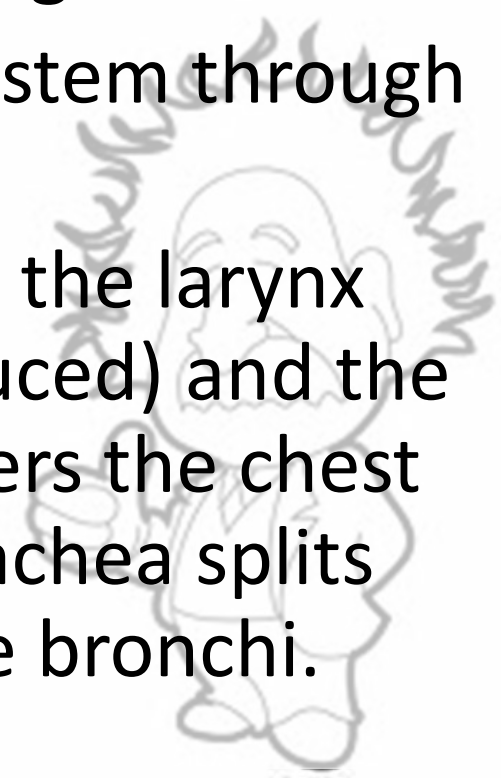 stem through
the larynx
uced) and the
ers the chest
achea splits
e bronchi.